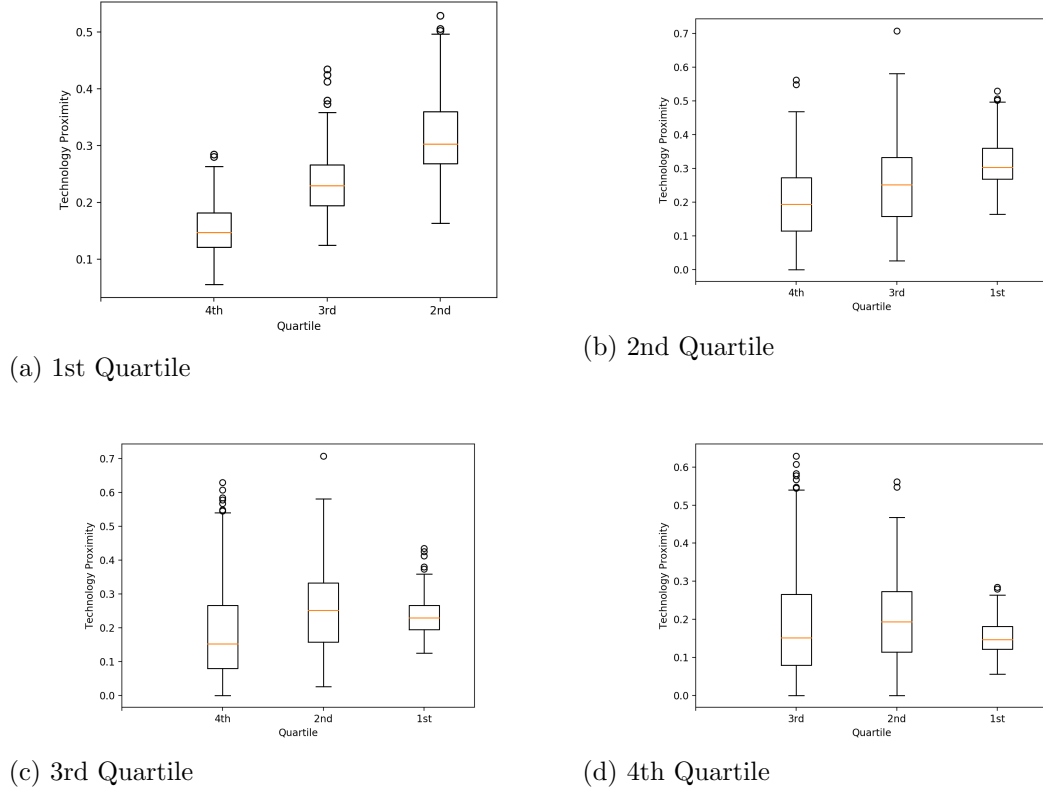 0.5
0.4
0.3
0.2
0.1
Technology Proximity
4th 3rd 2nd
Quartile
(a) 1st Quartile
0.7
0.6
0.5
0.4
0.3
0.2
0.1
0.0
Technology Proximity
4th 3rd 1st
Quartile
(b) 2nd Quartile
0.7
0.6
0.5
0.4
0.3
0.2
0.1
0.0
Technology Proximity
4th 2nd 1st
Quartile
(c) 3rd Quartile
0.6
0.5
0.4
0.3
0.2
0.1
0.0
Technology Proximity
3rd 2nd 1st
Quartile
(d) 4th Quartile